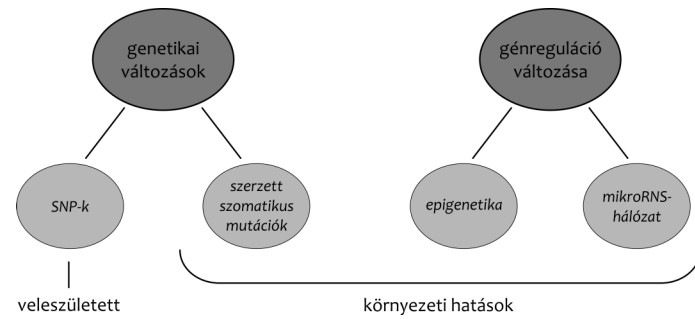 genetikai
változások
génreguláció
változása
SNP-k
szerzett
szomatikus
mutációk
epigenetika
mikroRNS-
hálózat
veleszületett
környezeti hatások